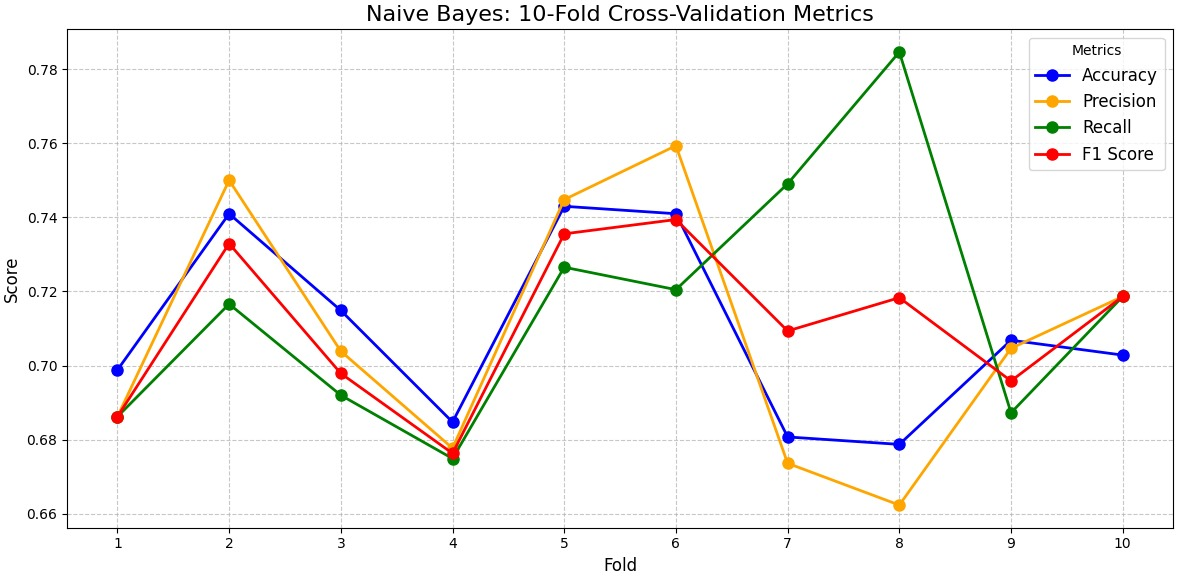 Naive Bayes: 10-Fold Cross-Validation Metrics
Metrics
Accuracy
Precision
Recall
F1 Score
Score
0.78
0.76
0.74
0.72
0.70
0.68
0.66
1 2 3 4 5 6 7 8 9 10
Fold